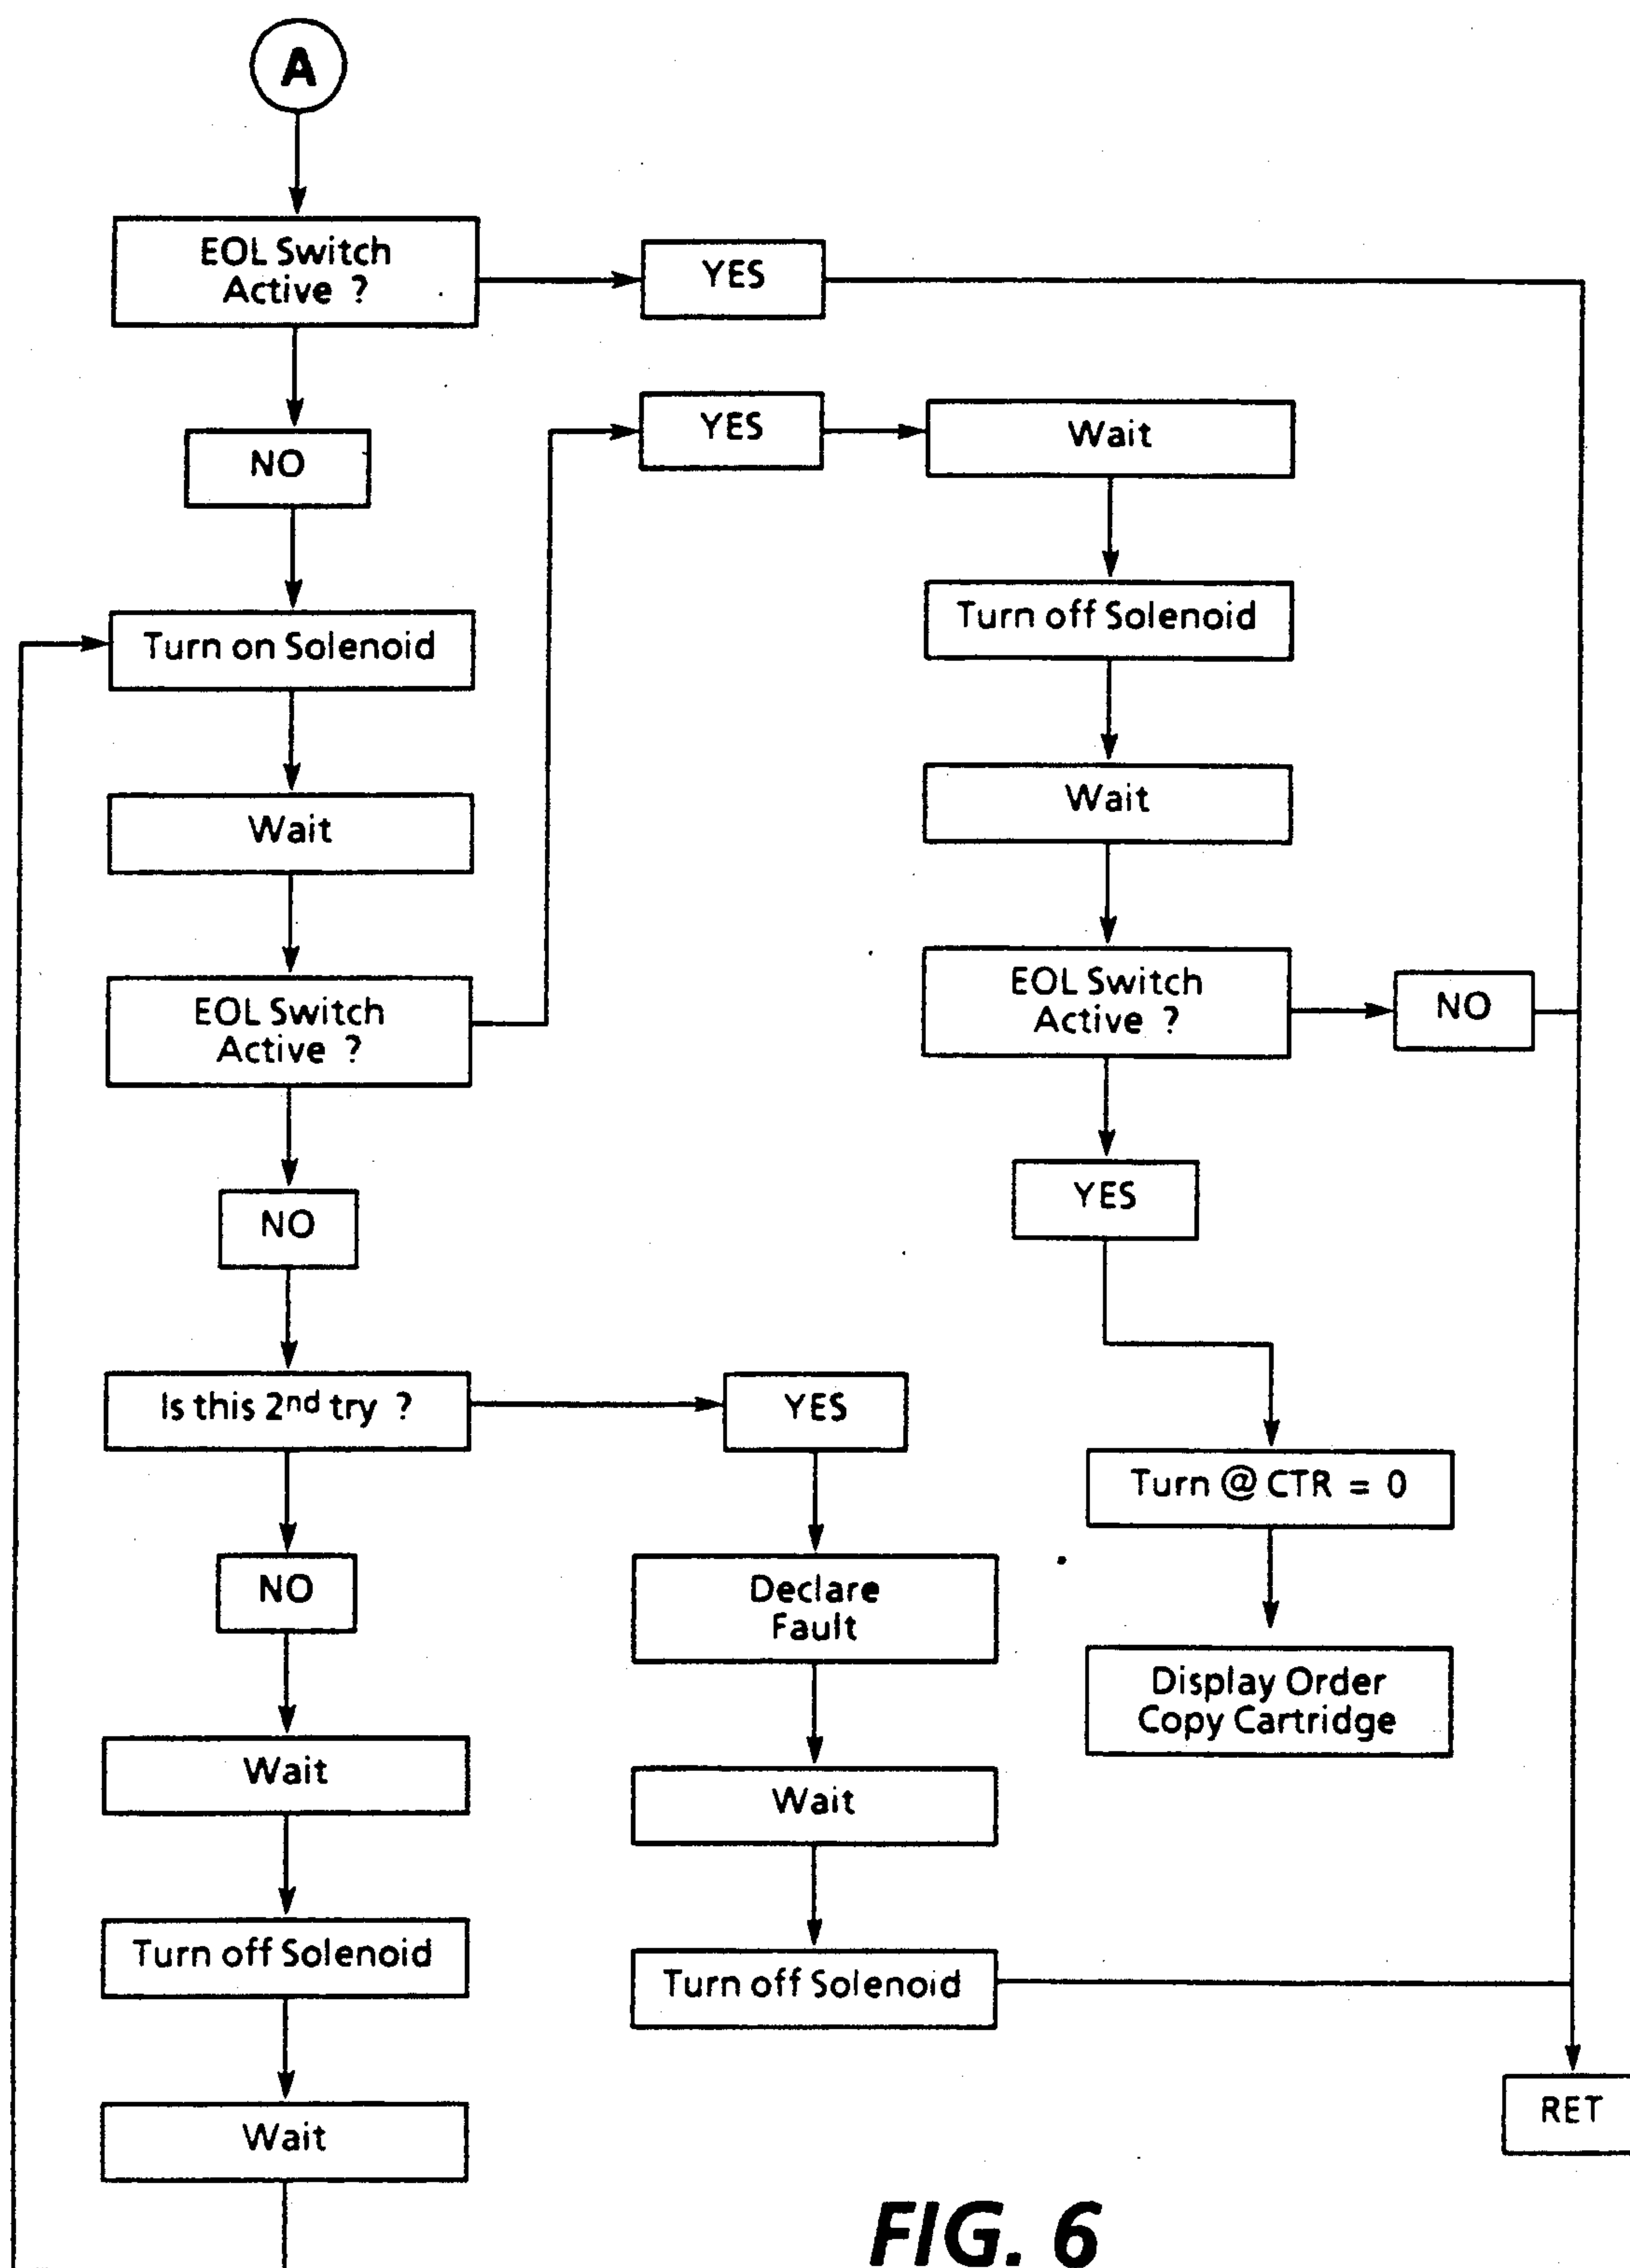 A
EOL Switch
Active ?
YES
NO
YES
Wait
Turn on Solenoid
Turn off Solenoid
Wait
Wait
EOL Switch
Active ?
EOL Switch
Active ?
NO
NO
YES
Is this 2nd try ?
YES
Turn @ CTR = 0
NO
Declare
Fault
Display Order
Copy Cartridge
Wait
Wait
Turn off Solenoid
Turn off Solenoid
Wait
RET
FIG. 6